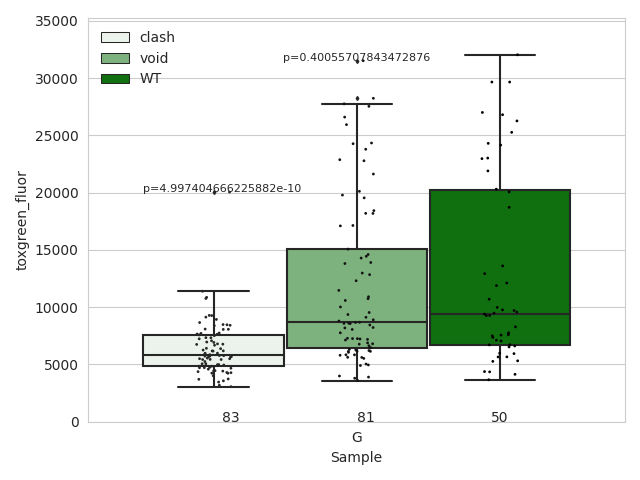 35000
clash
void
WT
p=0.40055707843472876
30000
25000
20000
p=4.997404666225882e-10
15000
10000
5000
0
toxgreen_fluor
83
81
50
G
Sample